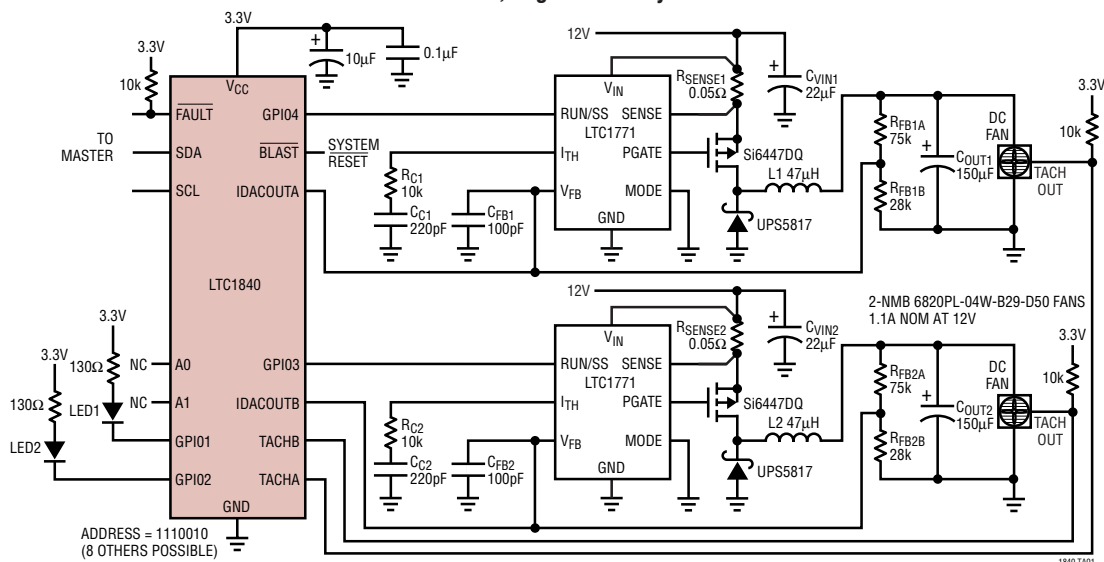 3.3V
3.3V
10k
10µF
0.1µF
VCC
FAULT
GPIO4
TO
MASTER
SDA
BLAST
SYSTEM
RESET
SCL
IDACOUTA
LTC1840
3.3V
3.3V
130Ω
130Ω
LED1
LED2
NC
A0
NC
A1
GPIO3
IDACOUTB
GPIO1
TACHB
GPIO2
TACHA
GND
ADDRESS = 1110010
(8 OTHERS POSSIBLE)
12V
VIN
RSENSE1
0.05Ω
CVIN1
22µF
RUN/SS
SENSE
LTC1771
ITH
PGATE
Si6447DQ
RC1
10k
CC1
220pF
CFB1
100pF
VFB
MODE
GND
L1 47µH
UPS5817
RFB1A
75k
RFB1B
28k
COUT1
150µF
DC
FAN
TACH
OUT
3.3V
10k
12V
VIN
RSENSE2
0.05Ω
CVIN2
22µF
2-NMB 6820PL-04W-B29-D50 FANS
1.1A NOM AT 12V
RUN/SS
SENSE
LTC1771
ITH
PGATE
Si6447DQ
RC2
10k
CC2
220pF
CFB2
100pF
VFB
MODE
GND
L2 47µH
UPS5817
RFB2A
75k
RFB2B
28k
COUT2
150µF
DC
FAN
TACH
OUT
3.3V
10k